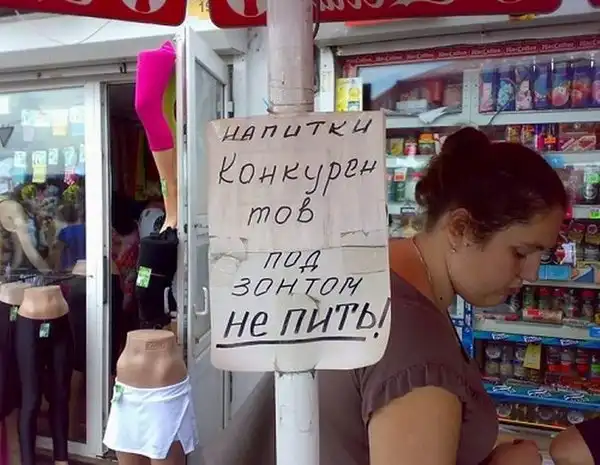 НАПИТКИ
Конкурен
тов
под
зонтом
не пить!